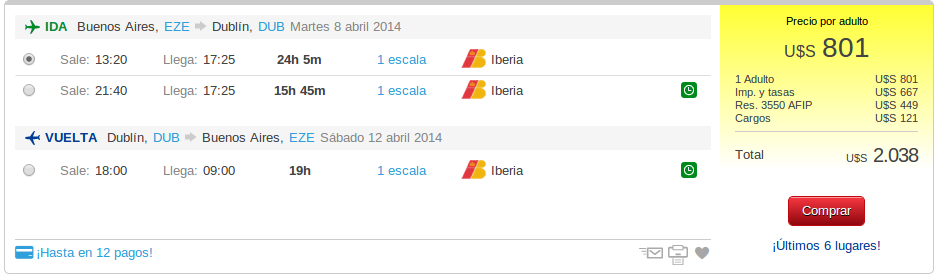 IDA Buenos Aires, EZE Dublín, DUB Martes 8 abril 2014
Sale: 13:20 Llega: 17:25 24h 5m 1 escala Iberia
Sale: 21:40 Llega: 17:25 15h 45m 1 escala Iberia
VUELTA Dublín, DUB Buenos Aires, EZE Sábado 12 abril 2014
Sale: 18:00 Llega: 09:00 19h 1 escala Iberia
¡Hasta en 12 pagos!
Precio por adulto
U$S 801
1 Adulto U$S 801
Imp. y tasas U$S 667
Res. 3550 AFIP U$S 449
Cargos U$S 121
Total U$S 2.038
Comprar
¡Últimos 6 lugares!